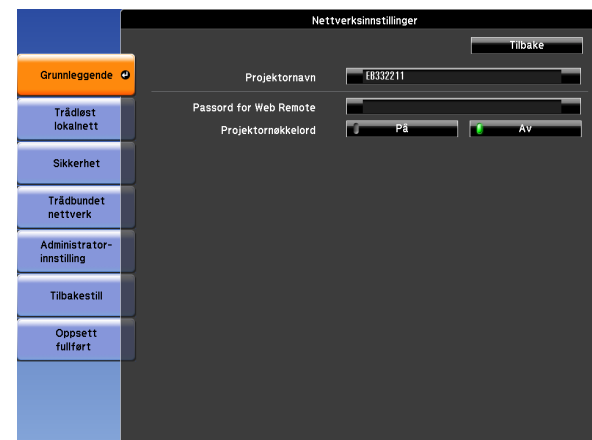 Nettverksinnstillinger
Tilbake
Grunnleggende
Trådløst
lokalnett
Sikkerhet
Trådbundet
nettverk
Administrator-
innstilling
Tilbakestill
Oppsett
fullført
Projektornavn
EB332211
Passord for Web Remote
Projektornøkkelord
På
Av